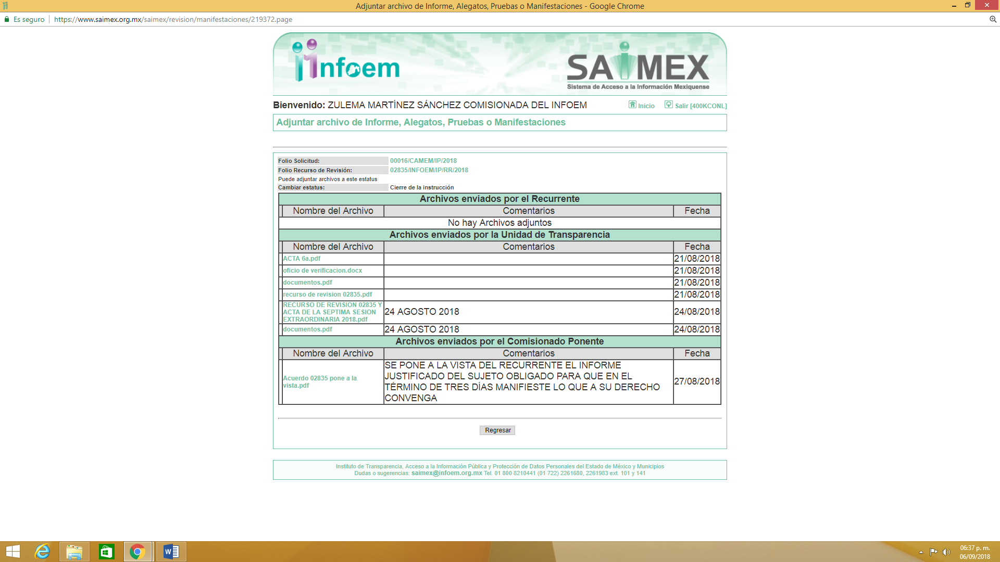 Adjuntar archivo de Informe, Alegatos, Pruebas o Manifestaciones - Google Chrome
Es seguro | https://www.saimex.org.mx/saimex/revision/manifestaciones/219372.page
infoem
SAIMEX
Sistema de Acceso a la Información Mexiquense
Bienvenido: ZULEMA MARTÍNEZ SÁNCHEZ COMISIONADA DEL INFOEM Inicio Salir [400KCONL]
Adjuntar archivo de Informe, Alegatos, Pruebas o Manifestaciones
Folio Solicitud: 00016/CAMEM/IP/2018
Folio Recurso de Revisión: 02835/INFOEM/IP/RR/2018
Puede adjuntar archivos a este estatus
Cambiar estatus: Cierre de la instrucción
Archivos enviados por el Recurrente
Nombre del Archivo Comentarios Fecha
No hay Archivos adjuntos
Archivos enviados por la Unidad de Transparencia
Nombre del Archivo Comentarios Fecha
ACTA 6a.pdf 21/08/2018
oficio de verificacion.docx 21/08/2018
documentos.pdf 21/08/2018
recurso de revision 02835.pdf 21/08/2018
RECURSO DE REVISION 02835 Y
ACTA DE LA SEPTIMA SESION
EXTRAORDINARIA 2018.pdf
24 AGOSTO 2018 24/08/2018
documentos.pdf 24 AGOSTO 2018 24/08/2018
Archivos enviados por el Comisionado Ponente
Nombre del Archivo Comentarios Fecha
Acuerdo 02835 pone a la
vista.pdf
SE PONE A LA VISTA DEL RECURRENTE EL INFORME
JUSTIFICADO DEL SUJETO OBLIGADO PARA QUE EN EL
TÉRMINO DE TRES DÍAS MANIFIESTE LO QUE A SU DERECHO
CONVENGA
27/08/2018
Regresar
Instituto de Transparencia, Acceso a la Información Pública y Protección de Datos Personales del Estado de México y Municipios
Dudas o sugerencias: saimex@infoem.org.mx Tel. 01 800 8210441 (01 722) 2261680, 2261983 ext. 101 y 141
06:37 p. m.
06/09/2018